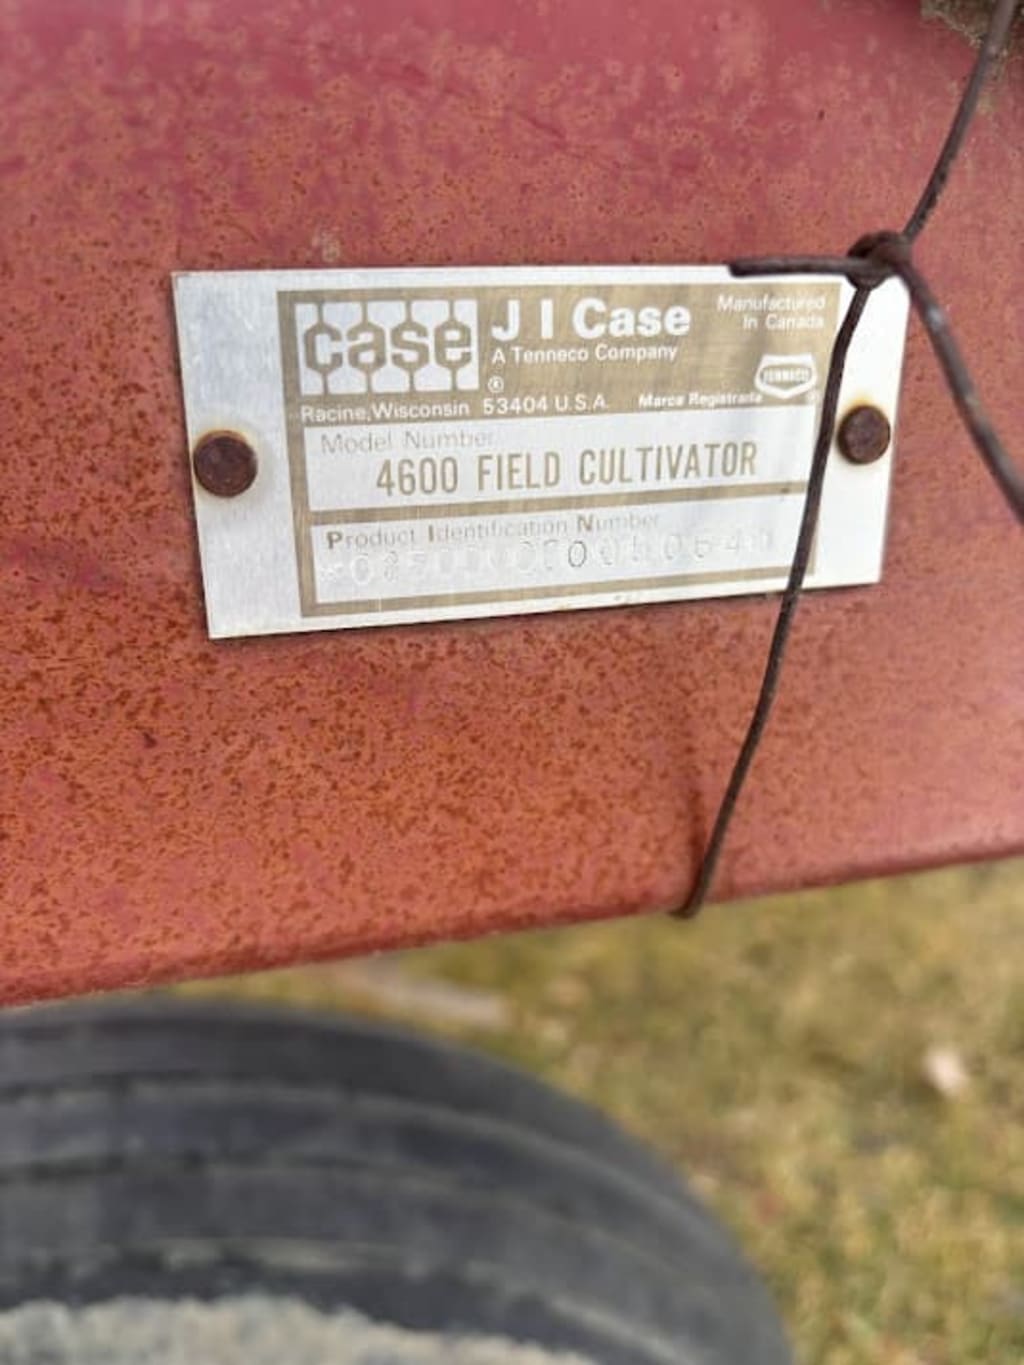 case
J I Case
A Tenneco Company
Manufactured
In Canada
TENNECO
®
®
Racine, Wisconsin 53404 U.S.A.
Marca Registrada
Model Number
4600 FIELD CULTIVATOR
Product Identification Number